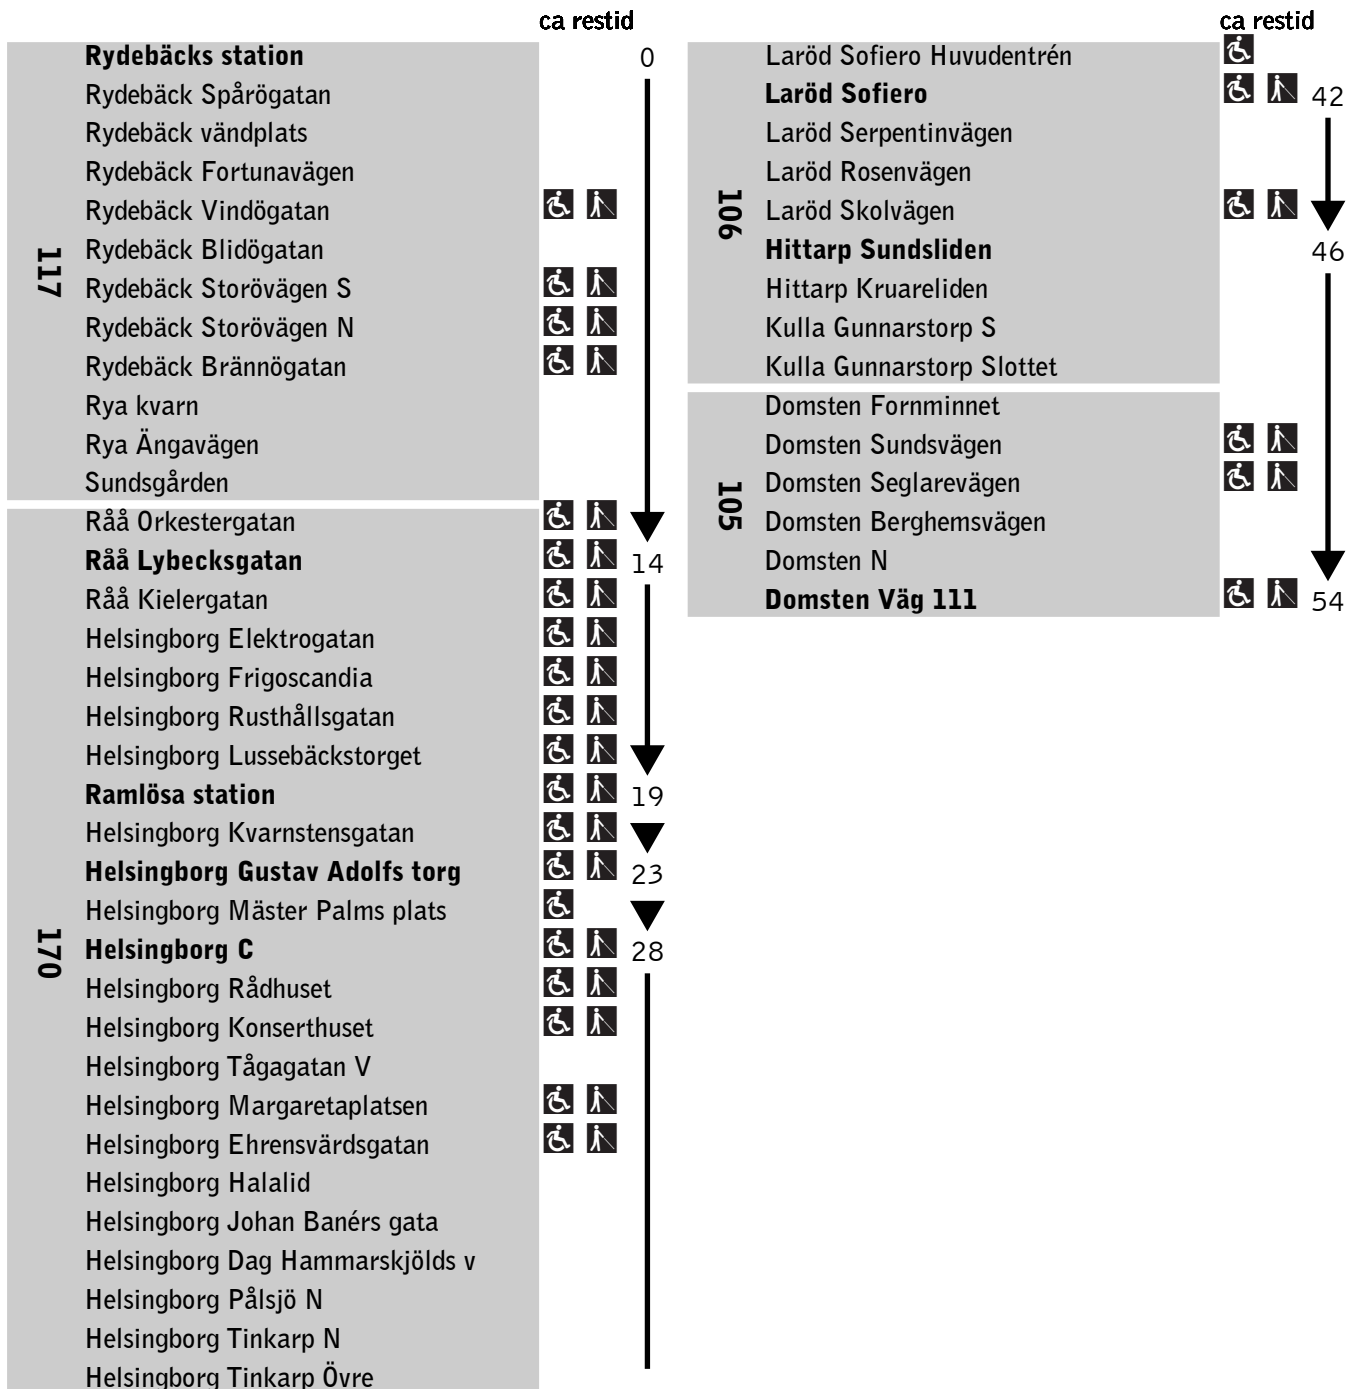 ca restid
117
Rydebäcks station 0
Rydebäck Spårögatan
Rydebäck vändplats
Rydebäck Fortunavägen
Rydebäck Vindögatan
Rydebäck Blidögatan
Rydebäck Storövägen S
Rydebäck Storövägen N
Rydebäck Brännögatan
Rya kvarn
Rya Ängavägen
Sundsgården
170
Råå Orkestergatan
Råå Lybecksgatan 14
Råå Kielergatan
Helsingborg Elektrogatan
Helsingborg Frigoscandia
Helsingborg Rusthållsgatan
Helsingborg Lussebäckstorget
Ramlösa station 19
Helsingborg Kvarnstensgatan
Helsingborg Gustav Adolfs torg 23
Helsingborg Mäster Palms plats
Helsingborg C 28
Helsingborg Rådhuset
Helsingborg Konserthuset
Helsingborg Tågagatan V
Helsingborg Margaretaplatsen
Helsingborg Ehrensvärdsgatan
Helsingborg Halalid
Helsingborg Johan Banérs gata
Helsingborg Dag Hammarskjölds v
Helsingborg Pålsjö N
Helsingborg Tinkarp N
Helsingborg Tinkarp Övre
ca restid
106
Laröd Sofiero Huvudentrén
Laröd Sofiero 42
Laröd Serpentinvägen
Laröd Rosenvägen
Laröd Skolvägen
Hittarp Sundsliden 46
Hittarp Kruareliden
Kulla Gunnarstorp S
Kulla Gunnarstorp Slottet
105
Domsten Fornminnet
Domsten Sundsvägen
Domsten Seglarevägen
Domsten Berghemsvägen
Domsten N
Domsten Väg 111 54